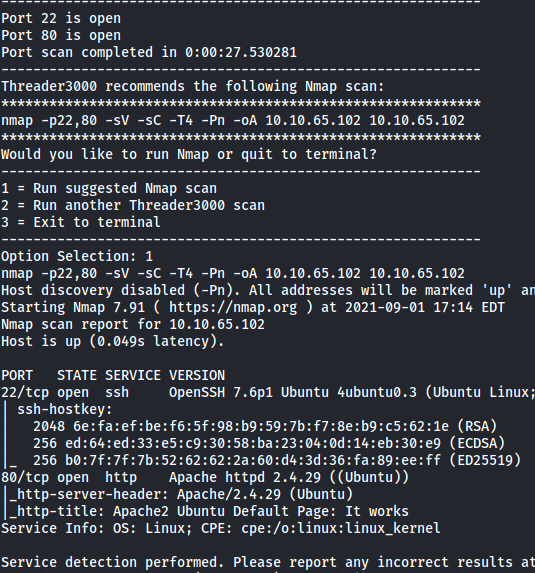 ------------------------------------------------------------
Port 22 is open
Port 80 is open
Port scan completed in 0:00:27.530281
------------------------------------------------------------
Threader3000 recommends the following Nmap scan:
************************************************************
nmap -p22,80 -sV -sC -T4 -Pn -oA 10.10.65.102 10.10.65.102
************************************************************
Would you like to run Nmap or quit to terminal?
------------------------------------------------------------
1 = Run suggested Nmap scan
2 = Run another Threader3000 scan
3 = Exit to terminal
------------------------------------------------------------
Option Selection: 1
nmap -p22,80 -sV -sC -T4 -Pn -oA 10.10.65.102 10.10.65.102
Host discovery disabled (-Pn). All addresses will be marked 'up' an
Starting Nmap 7.91 ( https://nmap.org ) at 2021-09-01 17:14 EDT
Nmap scan report for 10.10.65.102
Host is up (0.049s latency).
PORT   STATE SERVICE VERSION
22/tcp open  ssh     OpenSSH 7.6p1 Ubuntu 4ubuntu0.3 (Ubuntu Linux;
| ssh-hostkey:
|   2048 6e:fa:ef:be:f6:5f:98:b9:59:7b:f7:8e:b9:c5:62:1e (RSA)
|   256 ed:64:ed:33:e5:c9:30:58:ba:23:04:0d:14:eb:30:e9 (ECDSA)
|_  256 b0:7f:7f:7b:52:62:62:2a:60:d4:3d:36:fa:89:ee:ff (ED25519)
80/tcp open  http    Apache httpd 2.4.29 ((Ubuntu))
|_http-server-header: Apache/2.4.29 (Ubuntu)
|_http-title: Apache2 Ubuntu Default Page: It works
Service Info: OS: Linux; CPE: cpe:/o:linux:linux_kernel
Service detection performed. Please report any incorrect results at